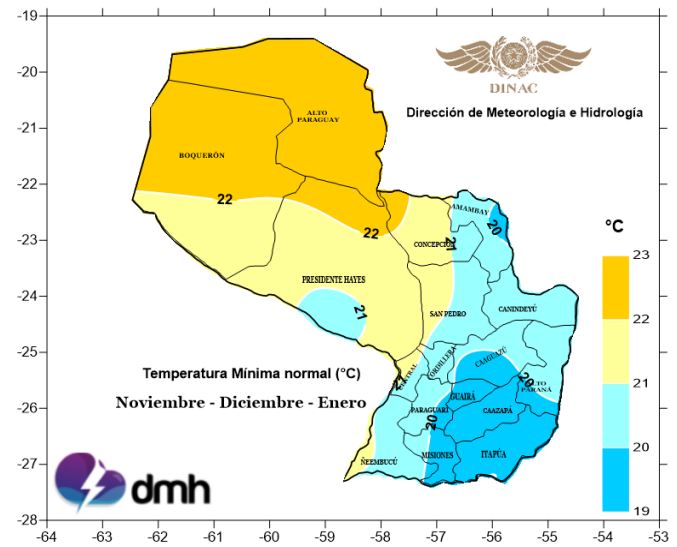 -19
-20
-21
-22
-23
-24
-25
-26
-27
-28
-64
-63
-62
-61
-60
-59
-58
-57
-56
-55
-54
-53
DINAC
Dirección de Meteorología e Hidrología
ALTO
PARAGUAY
BOQUERÓN
22
22
AMAMBAY
20
CONCEPCIÓN
21
PRESIDENTE HAYES
21
SAN PEDRO
CANINDEYÚ
CORDILLERA
CAAGUAZÚ
CENTRAL
21
20
ALTO
PARANÁ
GUAIRÁ
PARAGUARÍ
CAAZAPÁ
20
MISIONES
ITAPÚA
ÑEEMBUCÚ
°C
23
22
21
20
19
Temperatura Mínima normal (°C)
Noviembre - Diciembre - Enero
dmh